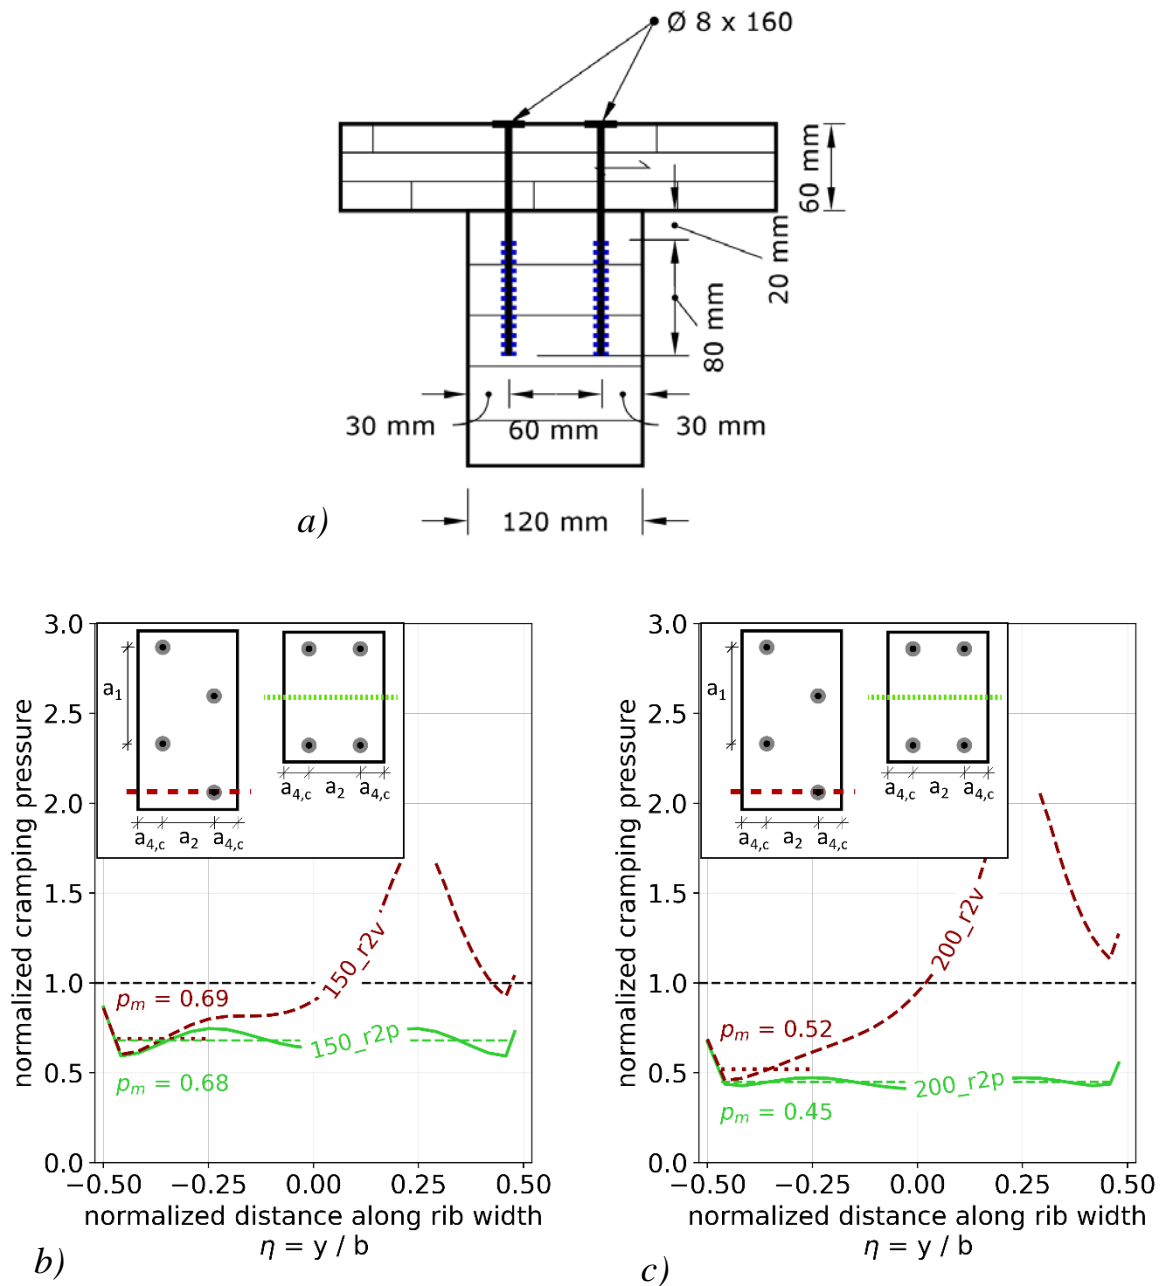 Ø 8 x 160
60 mm
20 mm
80 mm
30 mm
60 mm
30 mm
120 mm
a)
3.0
2.5
2.0
1.5
1.0
0.5
0.0
normalized cramping pressure
a1
a4,c
a2
a4,c
a4,c
a2
a4,c
150_r2v
pm = 0.69
150_r2p
pm = 0.68
−0.50
−0.25
0.00
0.25
0.50
normalized distance along rib width
η = y / b
b)
3.0
2.5
2.0
1.5
1.0
0.5
0.0
normalized cramping pressure
a1
a4,c
a2
a4,c
a4,c
a2
a4,c
200_r2v
pm = 0.52
200_r2p
pm = 0.45
−0.50
−0.25
0.00
0.25
0.50
normalized distance along rib width
η = y / b
c)